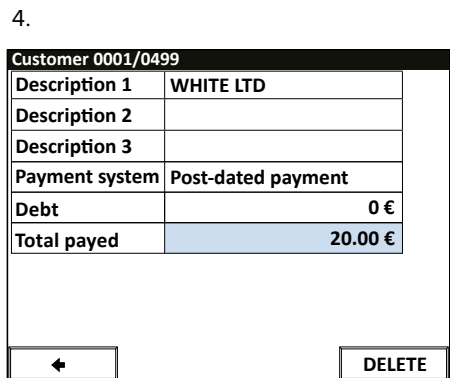 4.
Customer 0001/0499
Description 1 WHITE LTD
Description 2
Description 3
Payment system Post-dated payment
Debt 0 €
Total payed 20.00 €
DELETE